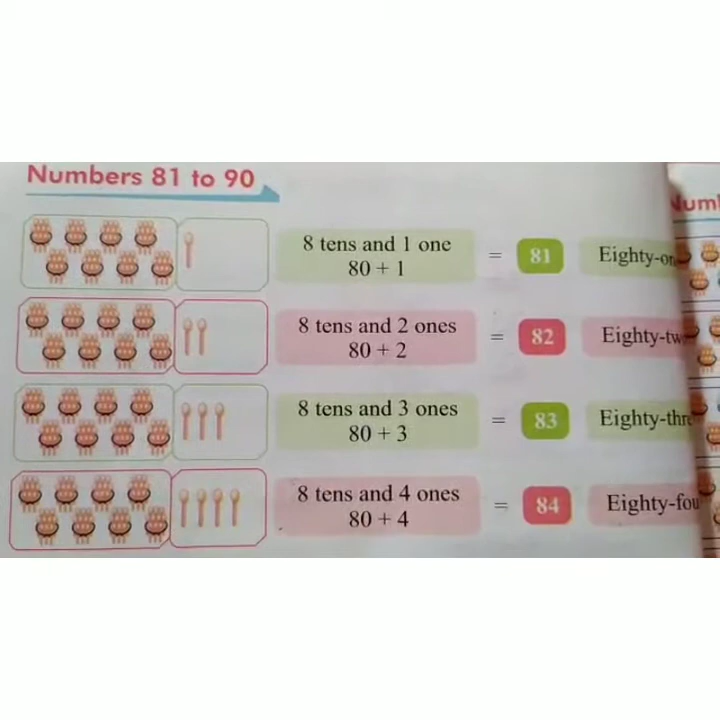 Numbers 81 to 90
8 tens and 1 one
80 + 1
= 81
8 tens and 2 ones
80 + 2
= 82
8 tens and 3 ones
80 + 3
= 83
8 tens and 4 ones
80 + 4
= 84